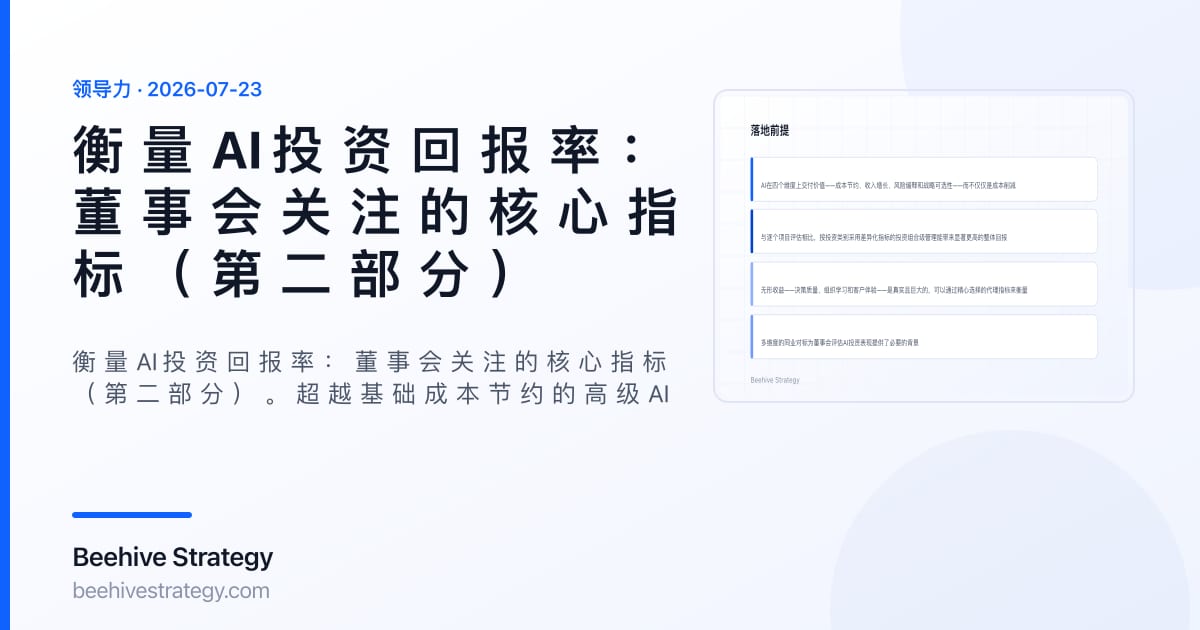 领导力 · 2026-07-23
衡量AI投资回报率：
董事会关注的核心指
标（第二部分）
衡量AI投资回报率：董事会关注的核心指标
（第二部分）。超越基础成本节约的高级AI
Beehive Strategy
beehivestrategy.com
落地前提
AI在四个维度上交付价值——成本节约、收入增长、风险缓释和战略可选性——而不仅仅是成本削减
与逐个项目评估相比，按投资类别采用差异化指标的投资组合级管理能带来显著更高的整体回报
无形收益——决策质量、组织学习和客户体验——是真实且巨大的，可以通过精心选择的代理指标来衡量
多维度的同业对标为董事会评估AI投资表现提供了必要的背景
Beehive Strategy